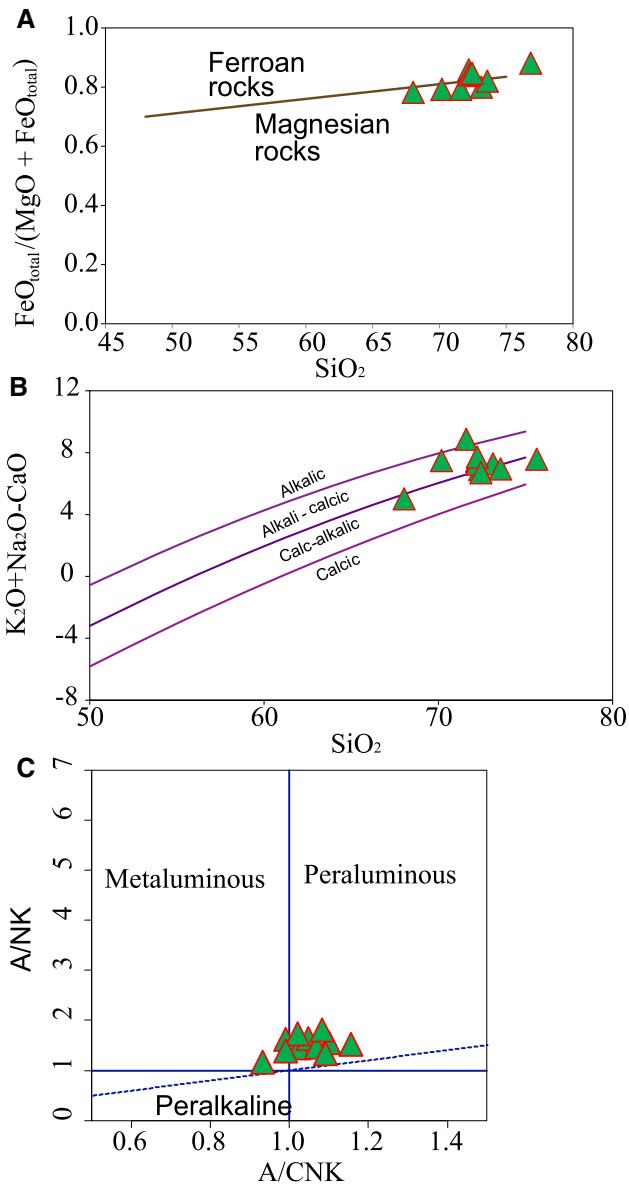 A
FeOtotal/(MgO + FeOtotal)
1.0
0.8
0.6
0.4
0.2
0.0
Ferroan
rocks
Magnesian
rocks
45 50 55 60 65 70 75 80
SiO₂
B
K₂O+Na₂O-CaO
12
8
4
0
-4
-8
Alkalic
Alkali - calcic
Calc-alkalic
Calcic
50 60 70 80
SiO₂
C
A/NK
7
6
5
4
3
2
1
0
Metaluminous
Peraluminous
Peralkaline
0.6 0.8 1.0 1.2 1.4
A/CNK